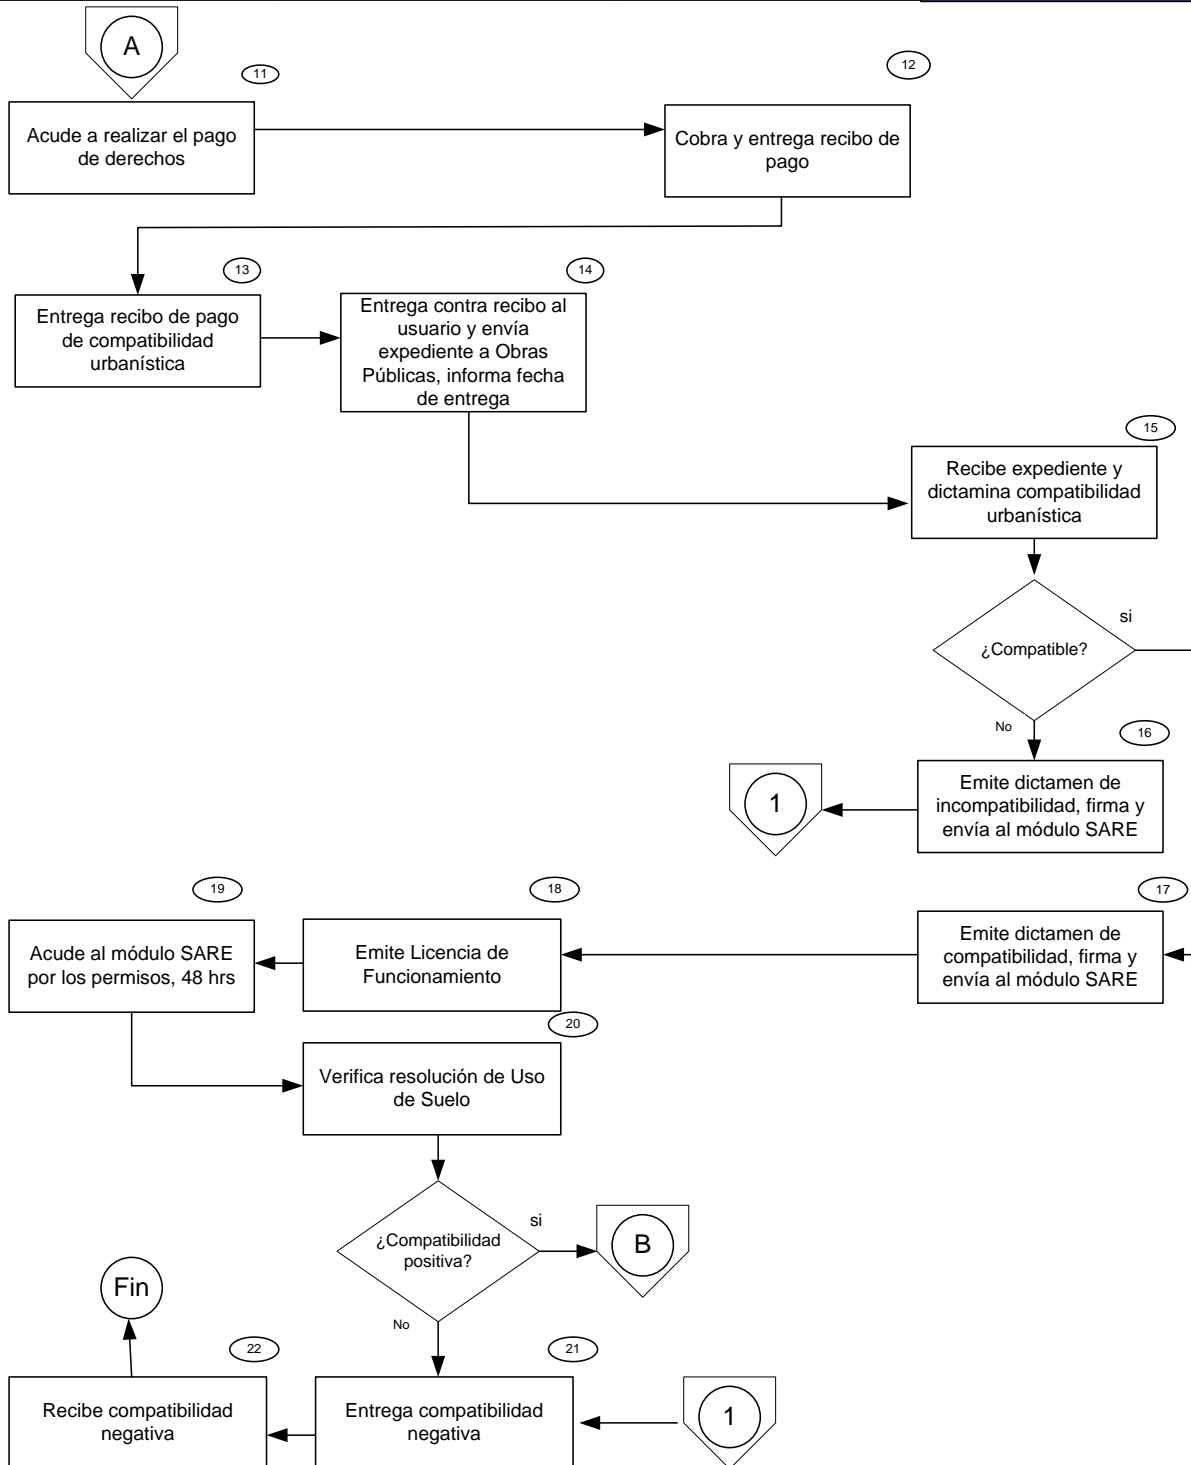 A
11
12
Acude a realizar el pago
de derechos
Cobra y entrega recibo de
pago
13
14
Entrega recibo de pago
de compatibilidad
urbanística
Entrega contra recibo al
usuario y envía
expediente a Obras
Públicas, informa fecha
de entrega
15
Recibe expediente y
dictamina compatibilidad
urbanística
¿Compatible?
si
No
16
Emite dictamen de
incompatibilidad, firma y
envía al módulo SARE
1
19
18
17
Acude al módulo SARE
por los permisos, 48 hrs
Emite Licencia de
Funcionamiento
Emite dictamen de
compatibilidad, firma y
envía al módulo SARE
20
Verifica resolución de Uso
de Suelo
¿Compatibilidad
positiva?
si
B
No
Fin
22
21
Recibe compatibilidad
negativa
Entrega compatibilidad
negativa
1